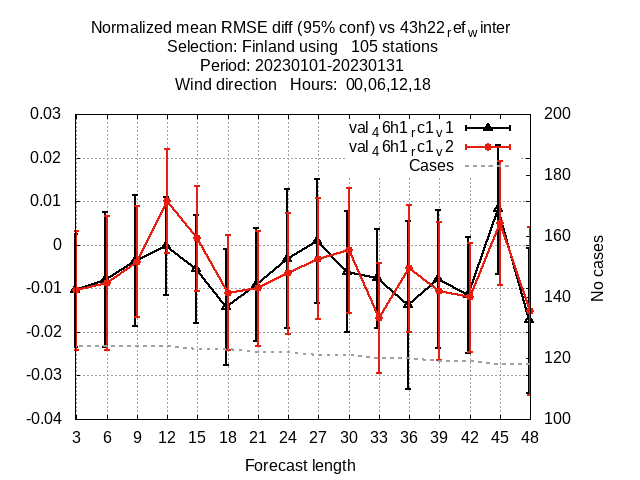 Normalized mean RMSE diff (95% conf) vs 43h22refwinter
Selection: Finland using 105 stations
Period: 20230101-20230131
Wind direction Hours: 00,06,12,18
0.03
0.02
0.01
0
-0.01
-0.02
-0.03
-0.04
200
180
160
140
120
100
No cases
val46h1rc1v1
val46h1rc1v2
Cases
3 6 9 12 15 18 21 24 27 30 33 36 39 42 45 48
Forecast length